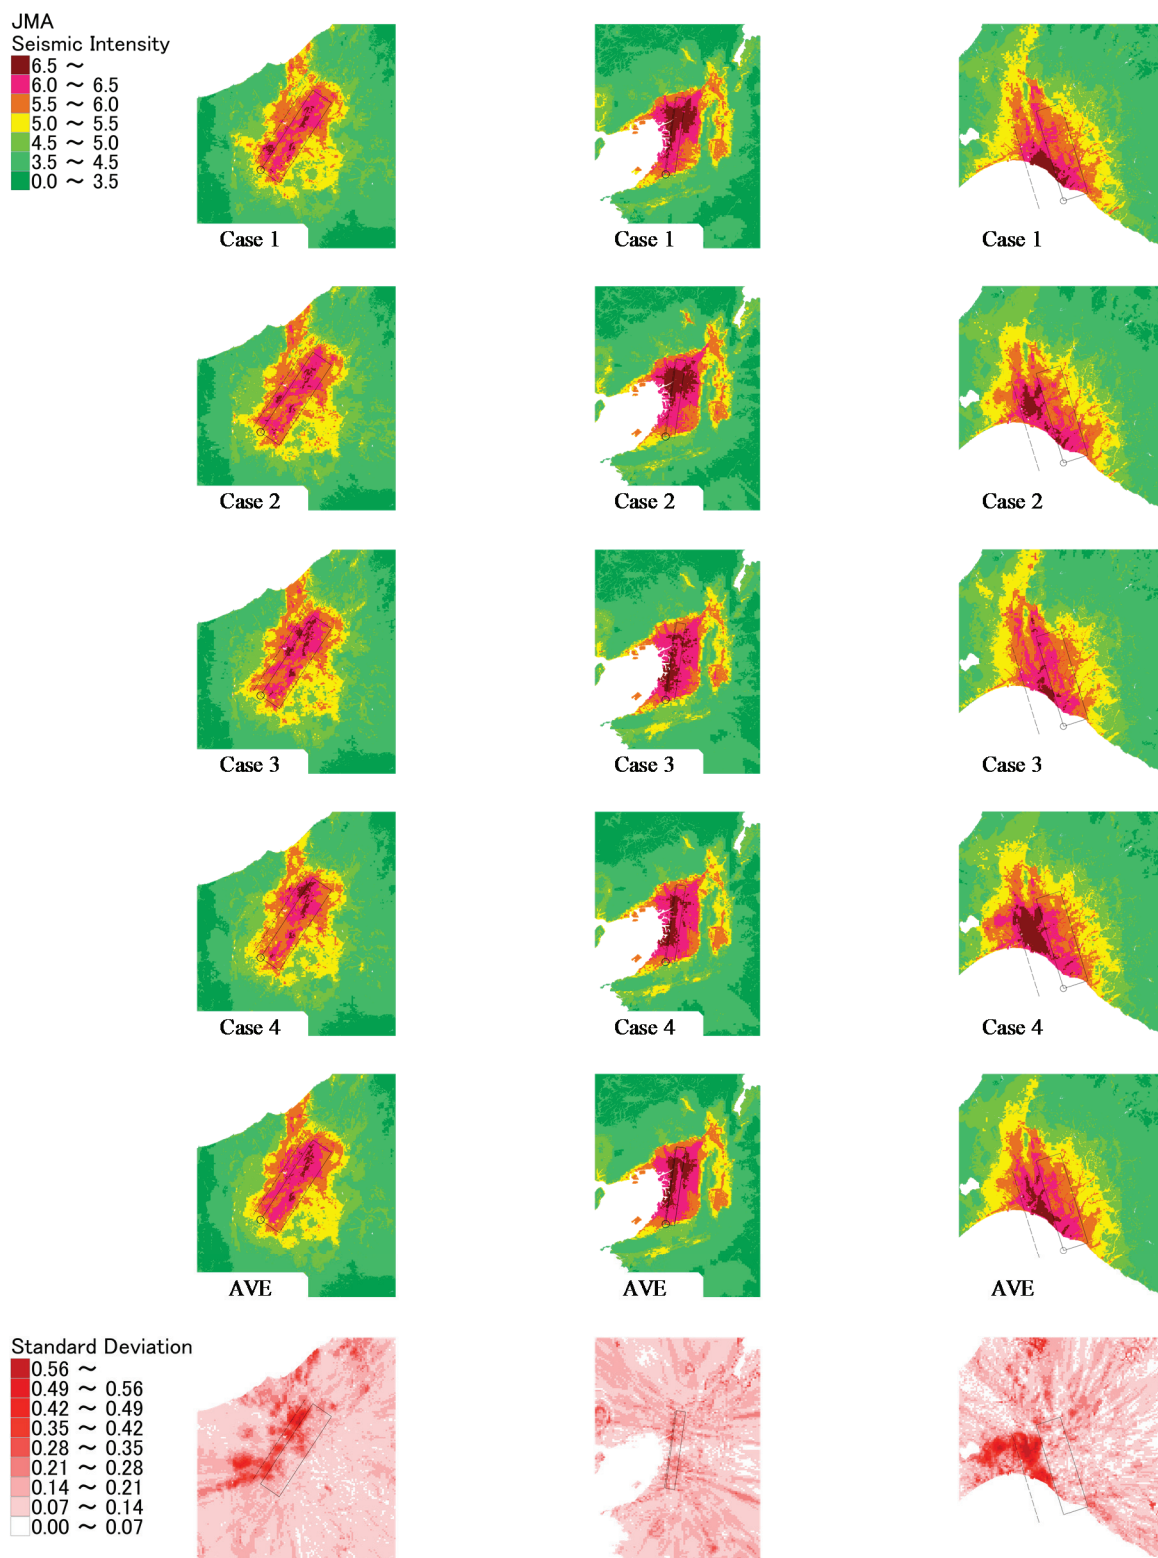 JMA
Seismic Intensity
6.5 ～
6.0 ～ 6.5
5.5 ～ 6.0
5.0 ～ 5.5
4.5 ～ 5.0
3.5 ～ 4.5
0.0 ～ 3.5
Case 1
Case 1
Case 1
Case 2
Case 2
Case 2
Case 3
Case 3
Case 3
Case 4
Case 4
Case 4
AVE
AVE
AVE
Standard Deviation
0.56 ～
0.49 ～ 0.56
0.42 ～ 0.49
0.35 ～ 0.42
0.28 ～ 0.35
0.21 ～ 0.28
0.14 ～ 0.21
0.07 ～ 0.14
0.00 ～ 0.07